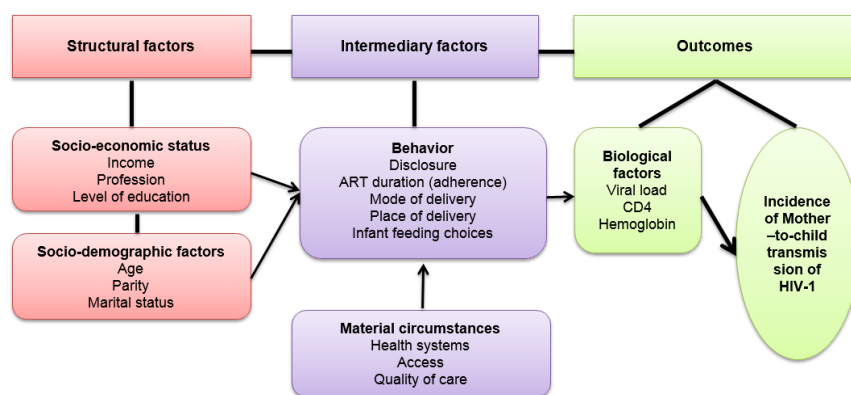 Structural factors
Intermediary factors
Outcomes
Socio-economic status
Income
Profession
Level of education
Socio-demographic factors
Age
Parity
Marital status
Behavior
Disclosure
ART duration (adherence)
Mode of delivery
Place of delivery
Infant feeding choices
Material circumstances
Health systems
Access
Quality of care
Biological
factors
Viral load
CD4
Hemoglobin
Incidence
of Mother
–to-child
transmis
sion of
HIV-1